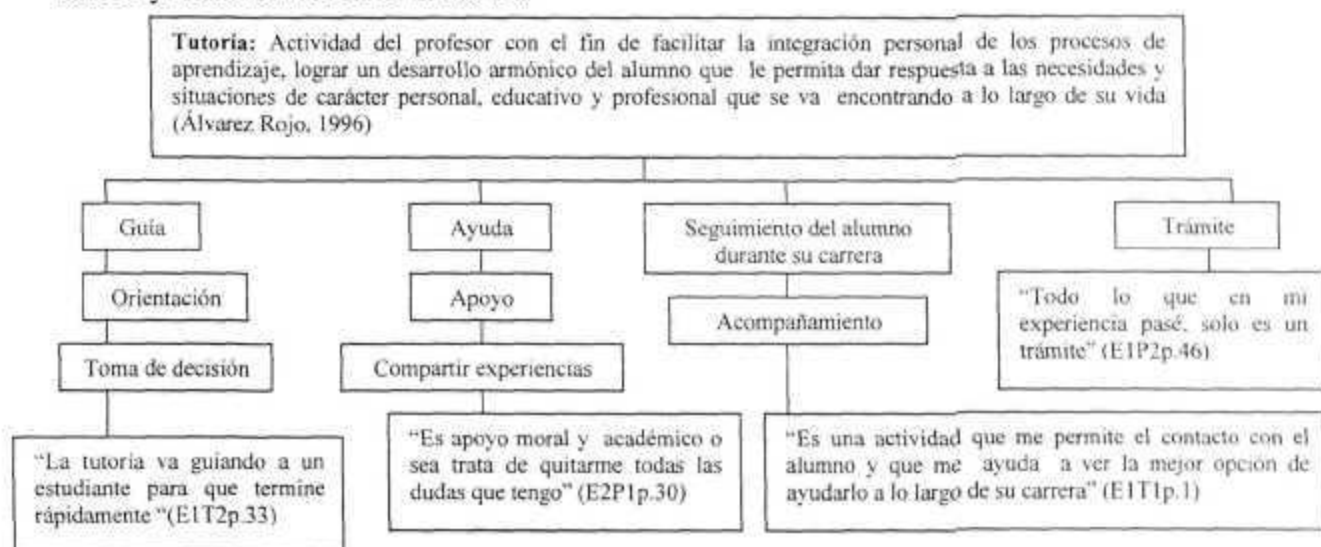 Tutoría: Actividad del profesor con el fin de facilitar la integración personal de los procesos de
aprendizaje, lograr un desarrollo armónico del alumno que le permita dar respuesta a las necesidades y
situaciones de carácter personal, educativo y profesional que se va encontrando a lo largo de su vida
(Álvarez Rojo, 1996)
Guía
Orientación
Toma de decisión
"La tutoría va guiando a un
estudiante para que termine
rápidamente "(E1T2p.33)
Ayuda
Apoyo
Compartir experiencias
"Es apoyo moral y académico o
sea trata de quitarme todas las
dudas que tengo" (E2P1p.30)
Seguimiento del alumno
durante su carrera
Acompañamiento
"Es una actividad que me permite el contacto con el
alumno y que me ayuda a ver la mejor opción de
ayudarlo a lo largo de su carrera" (E1T1p.1)
Trámite
"Todo lo que en mi
experiencia pasé, solo es un
trámite" (E1P2p.46)